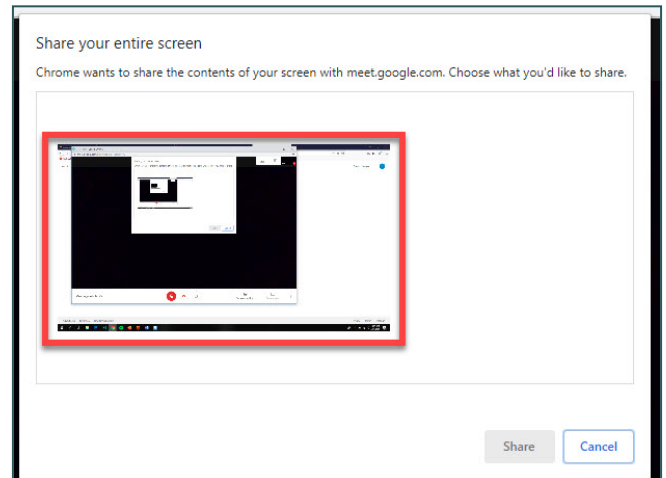 Share your entire screen
Chrome wants to share the contents of your screen with meet.google.com. Choose what you'd like to share.
Share
Cancel